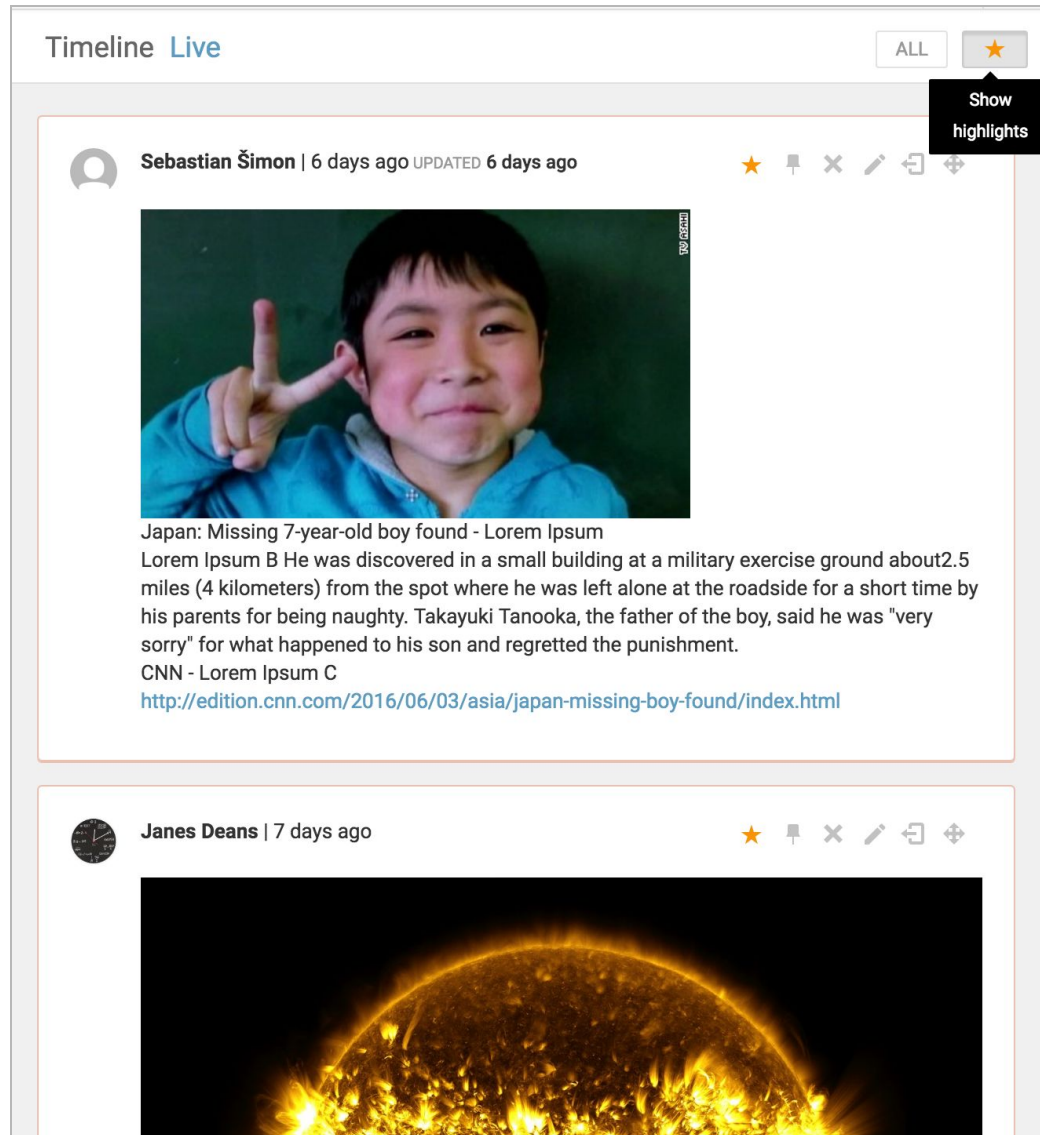 Timeline Live
ALL
Show
highlights
Sebastian Šimon | 6 days ago UPDATED 6 days ago
TV ASAHI
Japan: Missing 7-year-old boy found - Lorem Ipsum
Lorem Ipsum B He was discovered in a small building at a military exercise ground about2.5
miles (4 kilometers) from the spot where he was left alone at the roadside for a short time by
his parents for being naughty. Takayuki Tanooka, the father of the boy, said he was "very
sorry" for what happened to his son and regretted the punishment.
CNN - Lorem Ipsum C
http://edition.cnn.com/2016/06/03/asia/japan-missing-boy-found/index.html
Janes Deans | 7 days ago